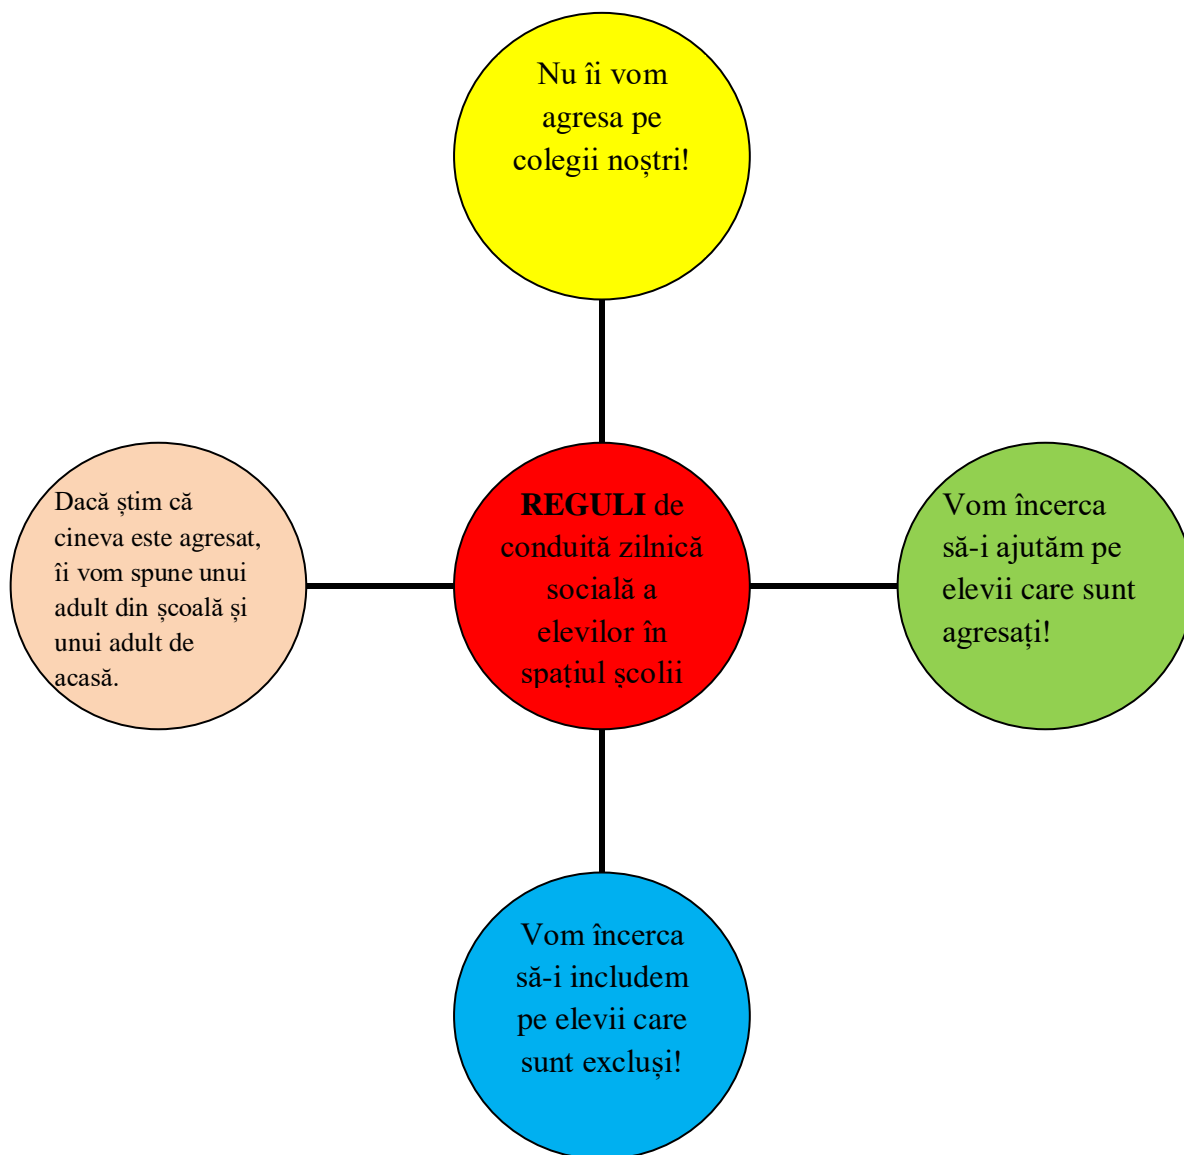 Nu îi vom
agresa pe
colegii noștri!
Dacă știm că
cineva este agresat,
îi vom spune unui
adult din școală și
unui adult de
acasă.
REGULI de
conduită zilnică
socială a
elevilor în
spațiul școlii
Vom încerca
să-i ajutăm pe
elevii care sunt
agresați!
Vom încerca
să-i includem
pe elevii care
sunt excluși!